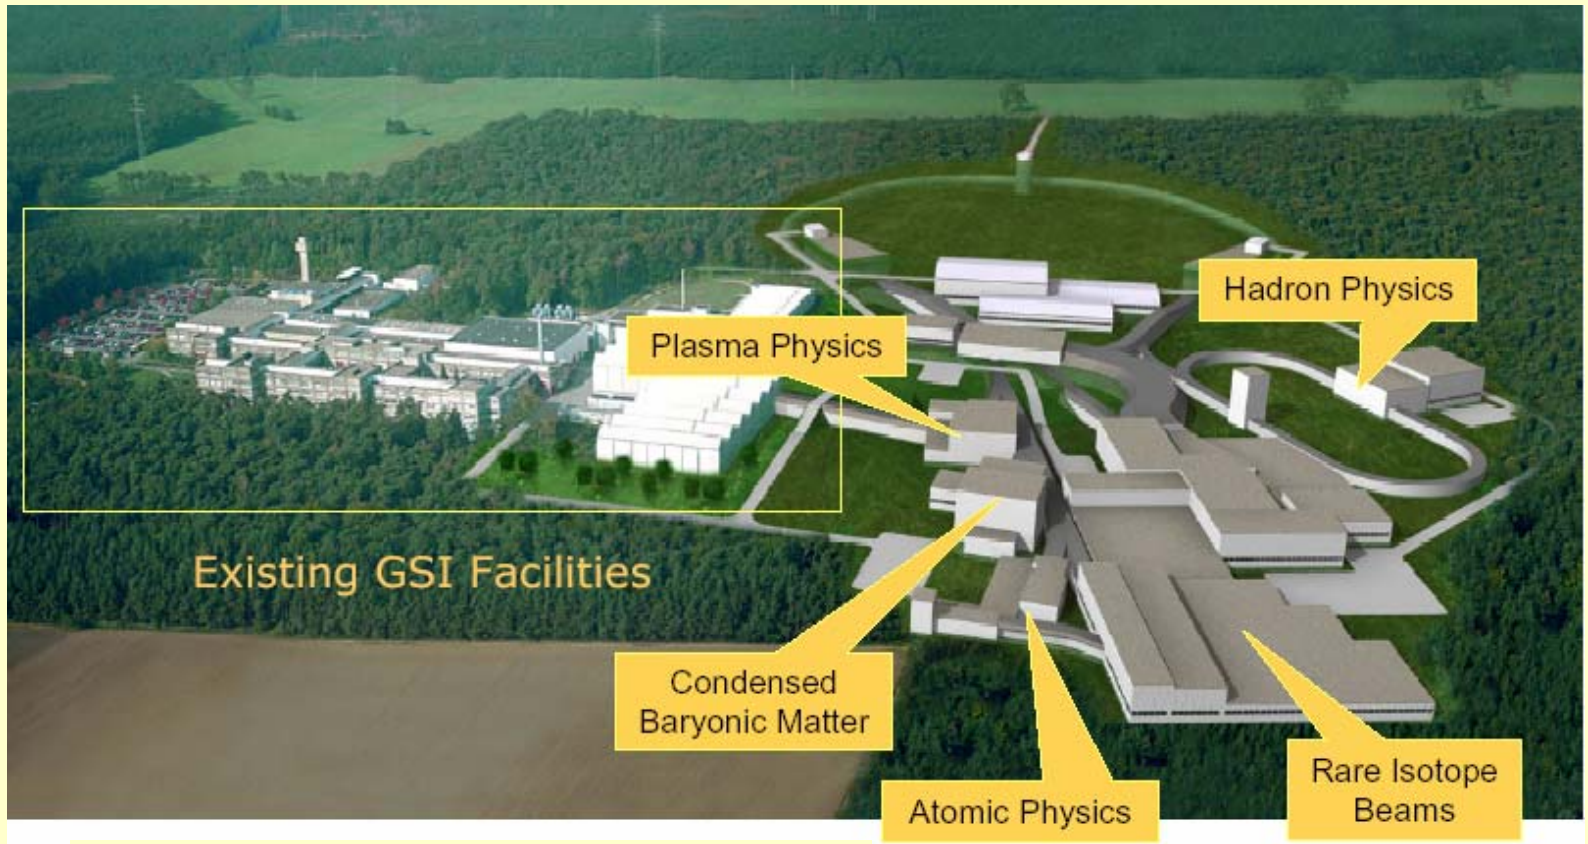 Hadron Physics
Plasma Physics
Existing GSI Facilities
Condensed
Baryonic Matter
Atomic Physics
Rare Isotope
Beams